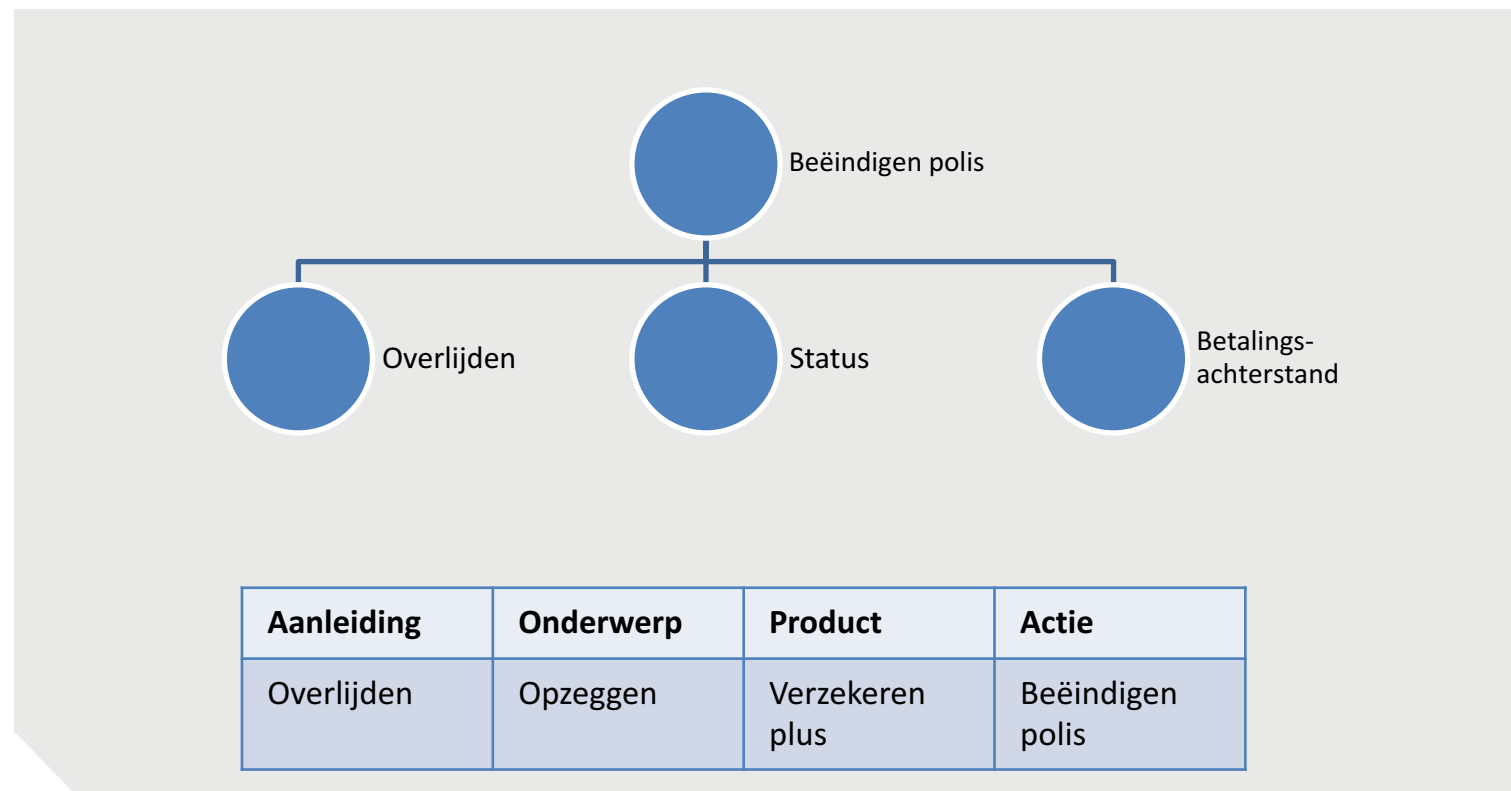 Beëindigen polis
Overlijden
Status
Betalings-
achterstand
Aanleiding Onderwerp Product Actie
Overlijden Opzeggen Verzekeren plus Beëindigen polis